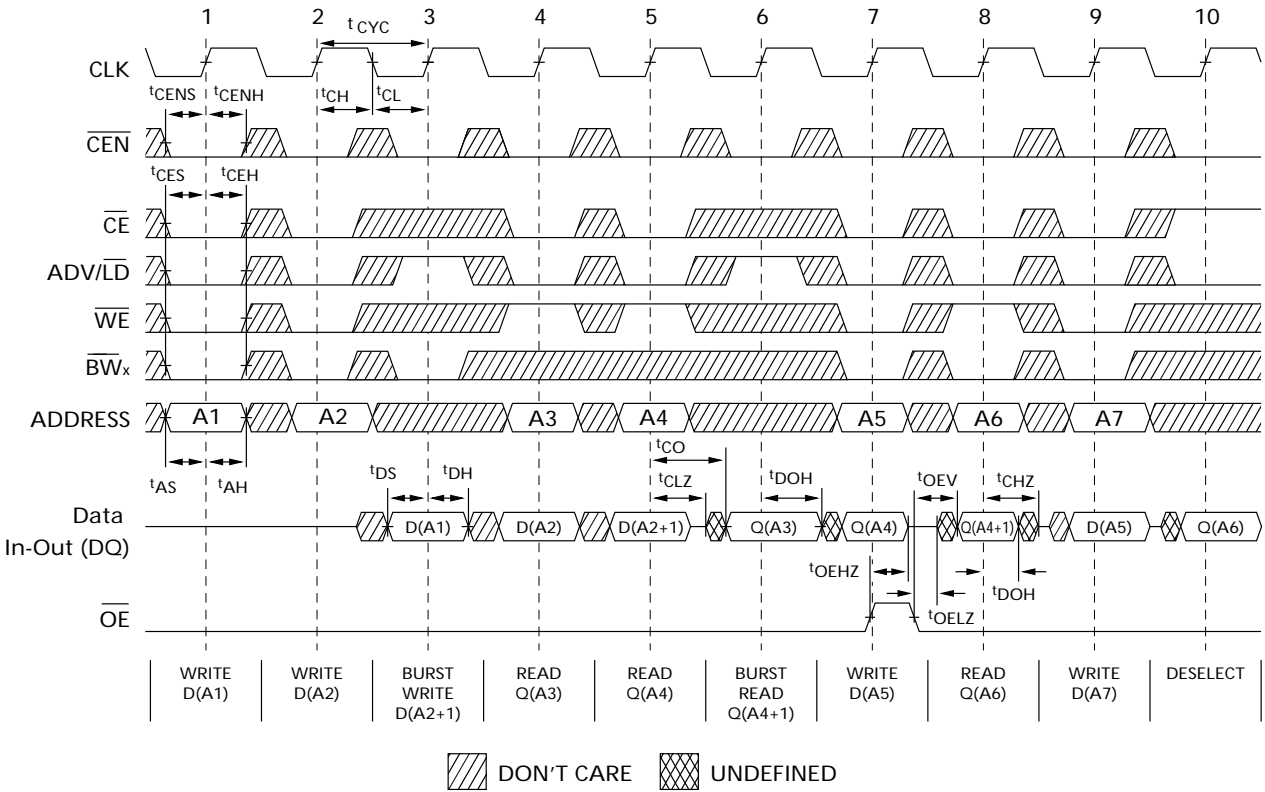 1 2 3 4 5 6 7 8 9 10
tCYC
CLK
tCENS tCENH tCH tCL
CEN
tCES tCEH
CE
ADV/LD
WE
BWx
ADDRESS A1 A2 A3 A4 A5 A6 A7
tAS tAH tDS tDH tCO tCLZ tDOH tOEV tCHZ
Data
In-Out (DQ) D(A1) D(A2) D(A2+1) Q(A3) Q(A4) Q(A4+1) D(A5) Q(A6)
tOEHZ tDOH
tOELZ
OE
WRITE
D(A1)
WRITE
D(A2)
BURST
WRITE
D(A2+1)
READ
Q(A3)
READ
Q(A4)
BURST
READ
Q(A4+1)
WRITE
D(A5)
READ
Q(A6)
WRITE
D(A7)
DESELECT
DON'T CARE UNDEFINED